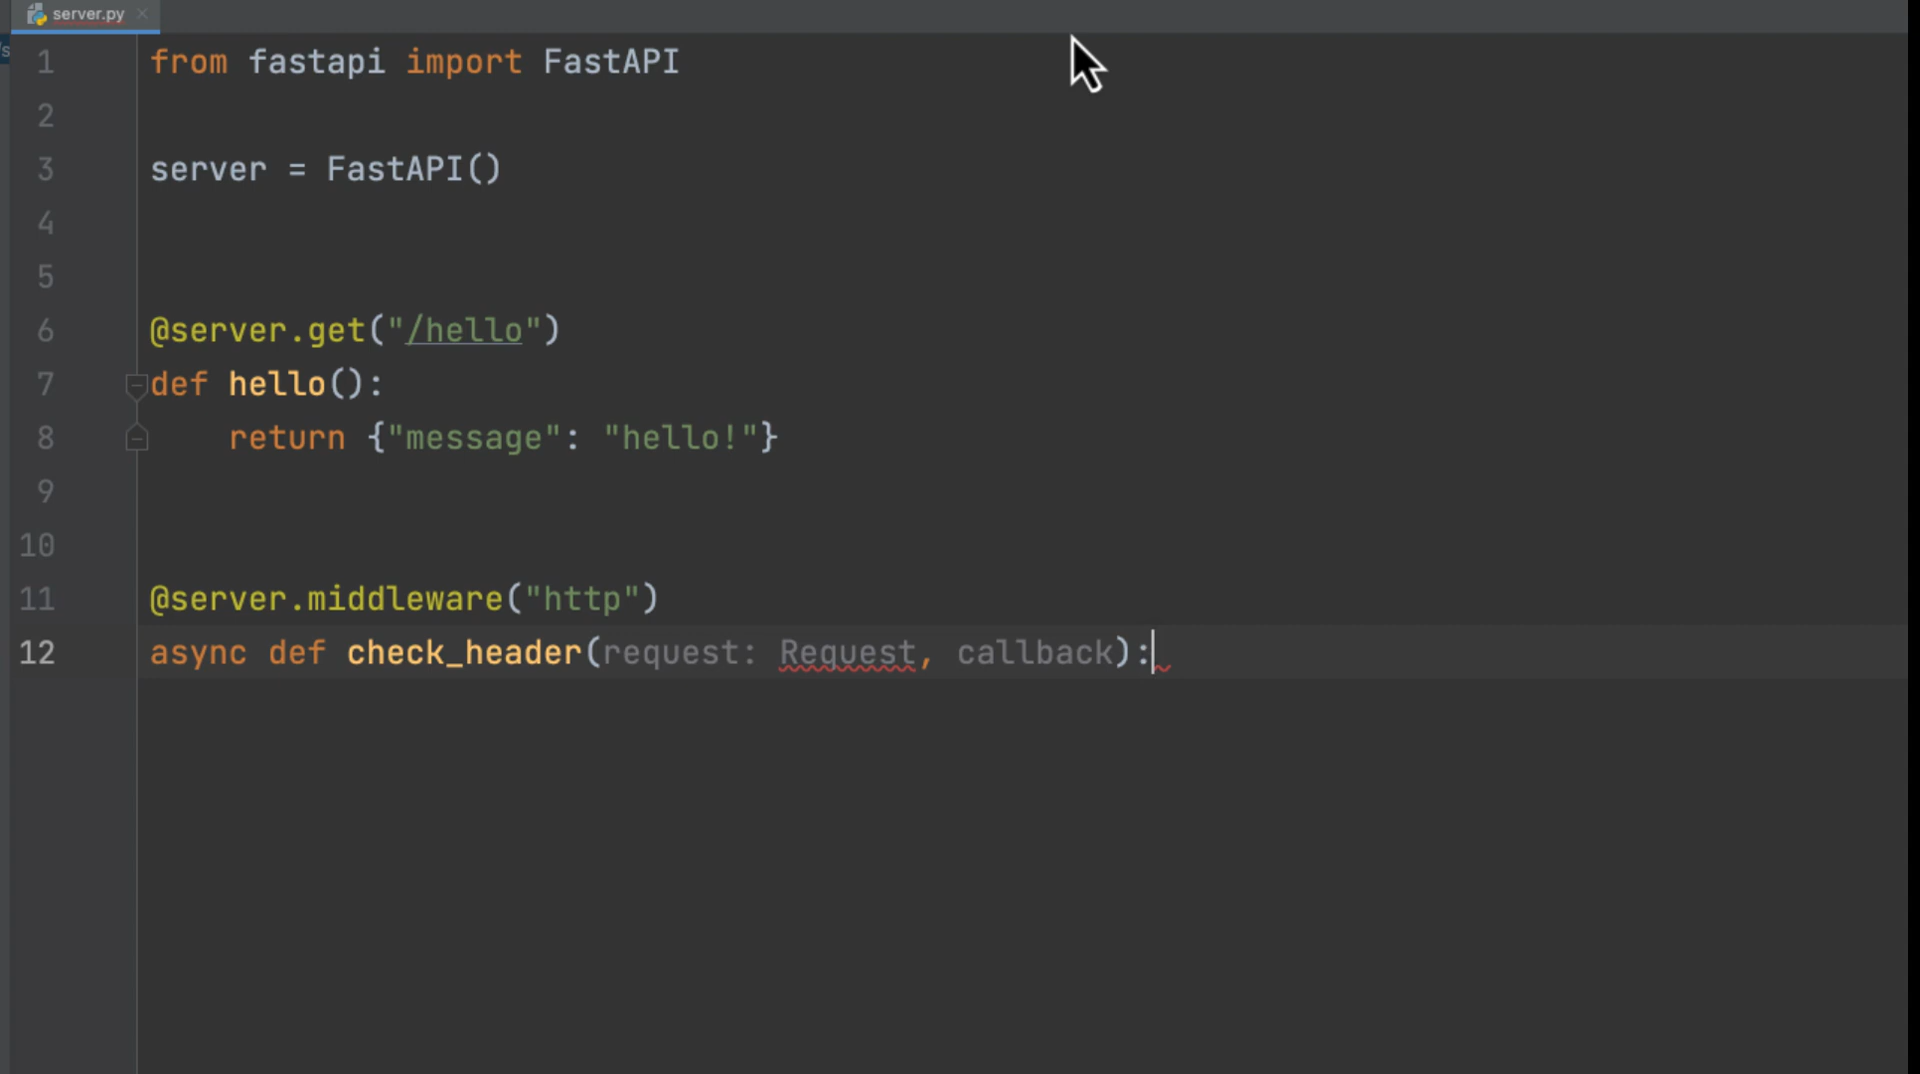 server.py
1 from fastapi import FastAPI
2
3 server = FastAPI()
4
5
6 @server.get("/hello")
7 def hello():
8     return {"message": "hello!"}
9
10
11 @server.middleware("http")
12 async def check_header(request: Request, callback):